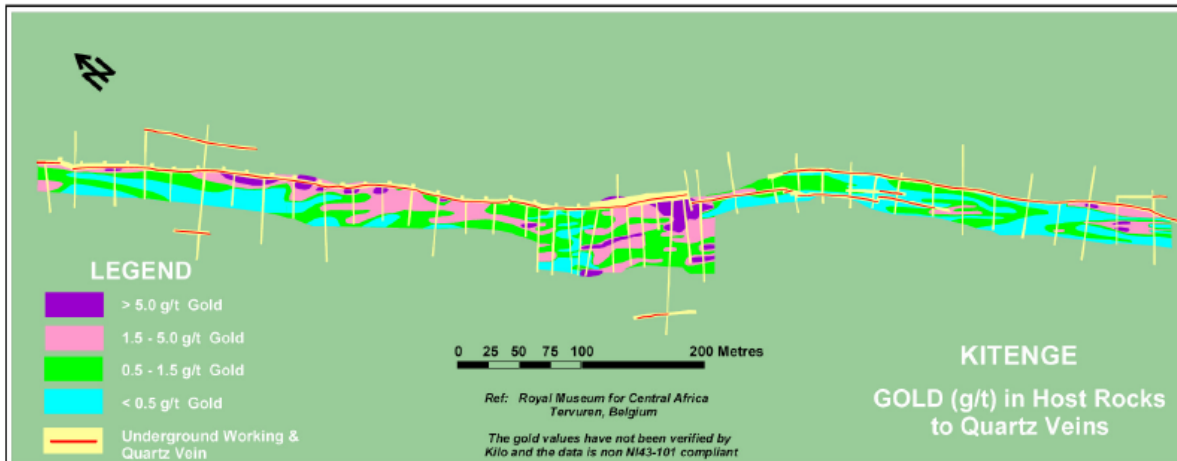 N
LEGEND
> 5.0 g/t Gold
1.5 - 5.0 g/t Gold
0.5 - 1.5 g/t Gold
< 0.5 g/t Gold
Underground Working &
Quartz Vein
0 25 50 75 100 200 Metres
Ref: Royal Museum for Central Africa
Tervuren, Belgium
The gold values have not been verified by
Kilo and the data is non NI43-101 compliant
KITENGE
GOLD (g/t) in Host Rocks
to Quartz Veins